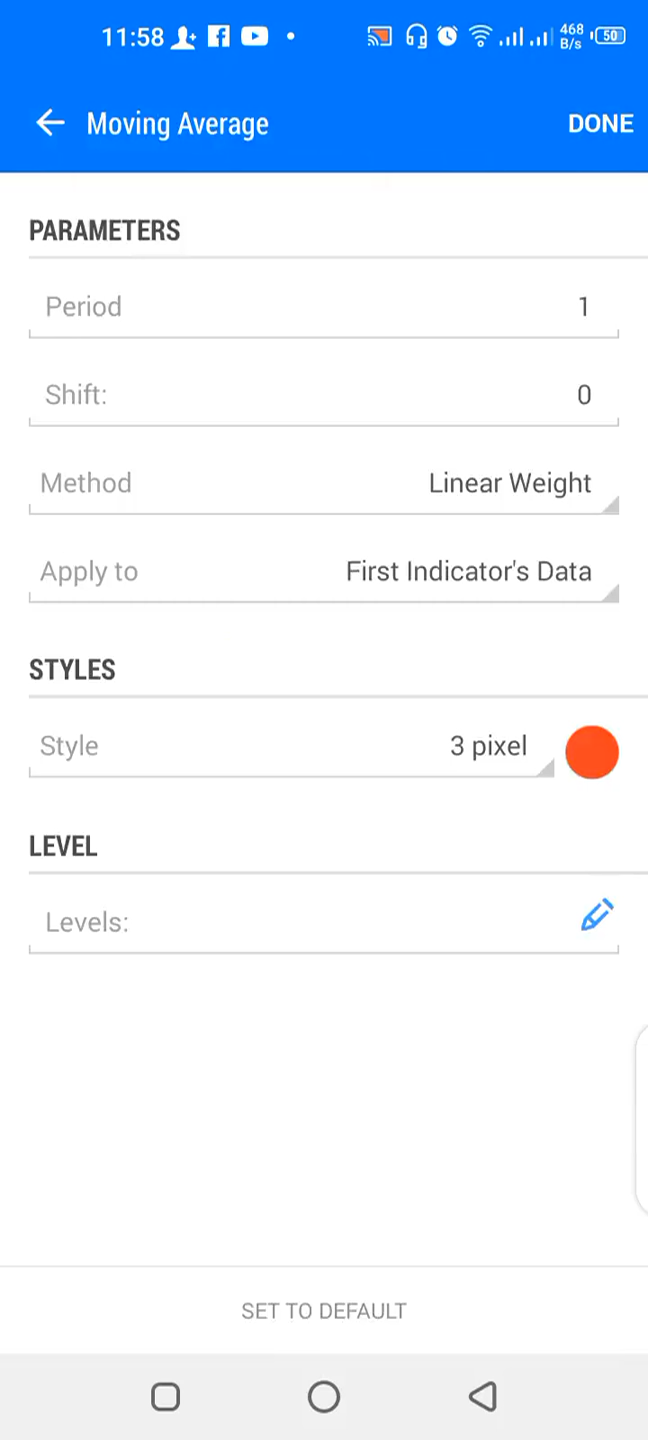 11:58 468 B/s 50
Moving Average DONE
PARAMETERS
Period 1
Shift: 0
Method Linear Weight
Apply to First Indicator's Data
STYLES
Style 3 pixel
LEVEL
Levels:
SET TO DEFAULT